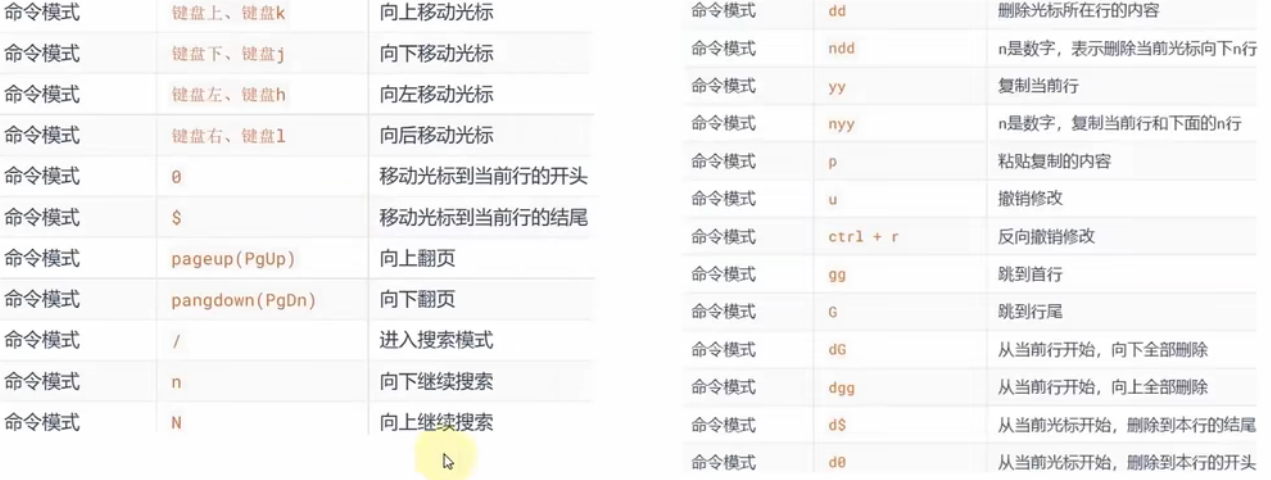 命令模式 键盘上、键盘k 向上移动光标
命令模式 键盘下、键盘j 向下移动光标
命令模式 键盘左、键盘h 向左移动光标
命令模式 键盘右、键盘l 向后移动光标
命令模式 0 移动光标到当前行的开头
命令模式 $ 移动光标到当前行的结尾
命令模式 pageup(PgUp) 向上翻页
命令模式 pangdown(PgDn) 向下翻页
命令模式 / 进入搜索模式
命令模式 n 向下继续搜索
命令模式 N 向上继续搜索
命令模式 dd 删除光标所在行的内容
命令模式 ndd n是数字，表示删除当前光标向下n行
命令模式 yy 复制当前行
命令模式 nyy n是数字，复制当前行和下面的n行
命令模式 p 粘贴复制的内容
命令模式 u 撤销修改
命令模式 ctrl + r 反向撤销修改
命令模式 gg 跳到首行
命令模式 G 跳到行尾
命令模式 dG 从当前行开始，向下全部删除
命令模式 dgg 从当前行开始，向上全部删除
命令模式 d$ 从当前光标开始，删除到本行的结尾
命令模式 d0 从当前光标开始，删除到本行的开头